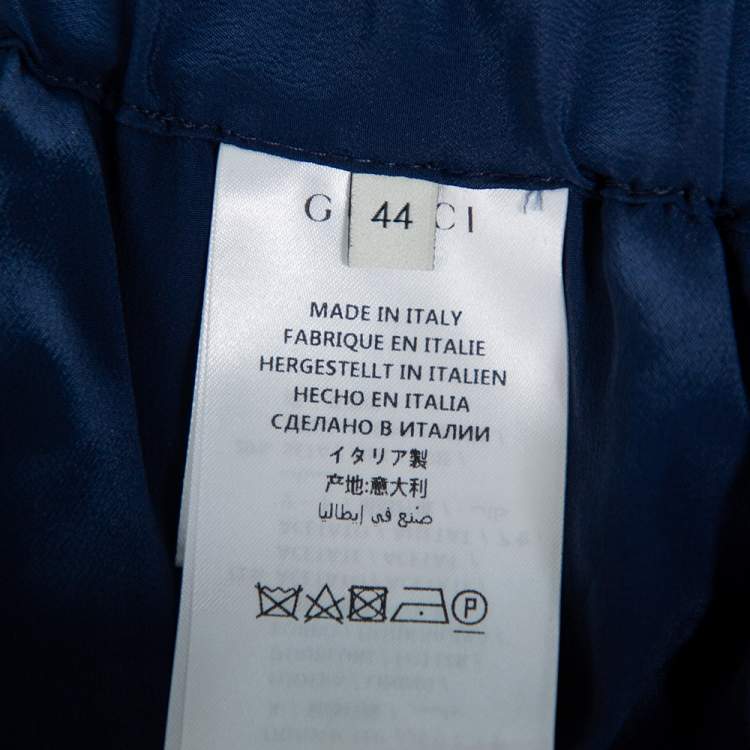 G CI
44
MADE IN ITALY
FABRIQUE EN ITALIE
HERGESTELLT IN ITALIEN
HECHO EN ITALIA
СДЕЛАНО В ИТАЛИИ
イタリア製
产地:意大利
صنع في إيطاليا
P